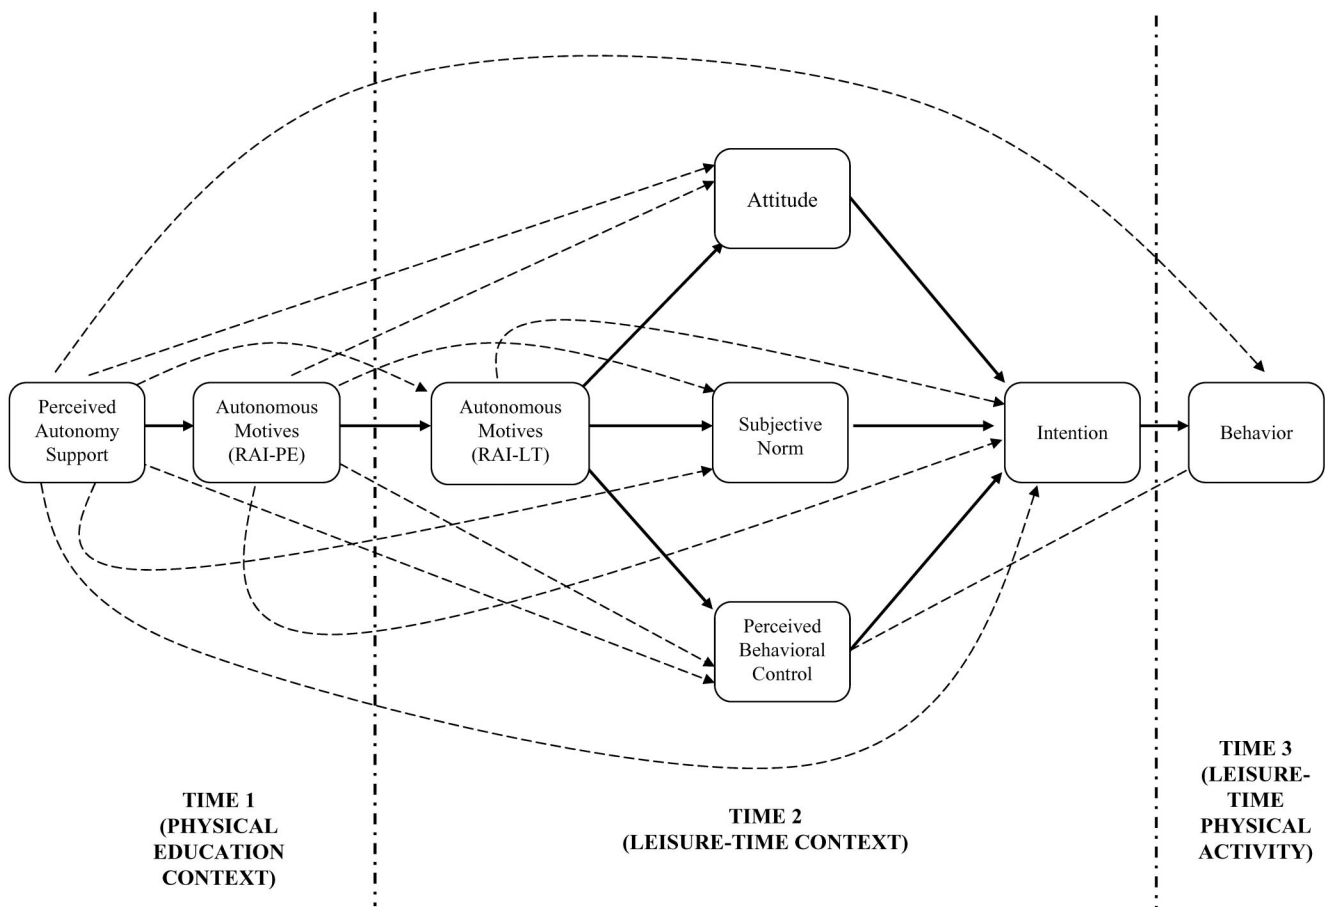 Attitude
Perceived
Autonomy
Support
Autonomous
Motives
(RAI-PE)
Autonomous
Motives
(RAI-LT)
Subjective
Norm
Intention
Behavior
Perceived
Behavioral
Control
TIME 1
(PHYSICAL
EDUCATION
CONTEXT)
TIME 2
(LEISURE-TIME CONTEXT)
TIME 3
(LEISURE-
TIME
PHYSICAL
ACTIVITY)